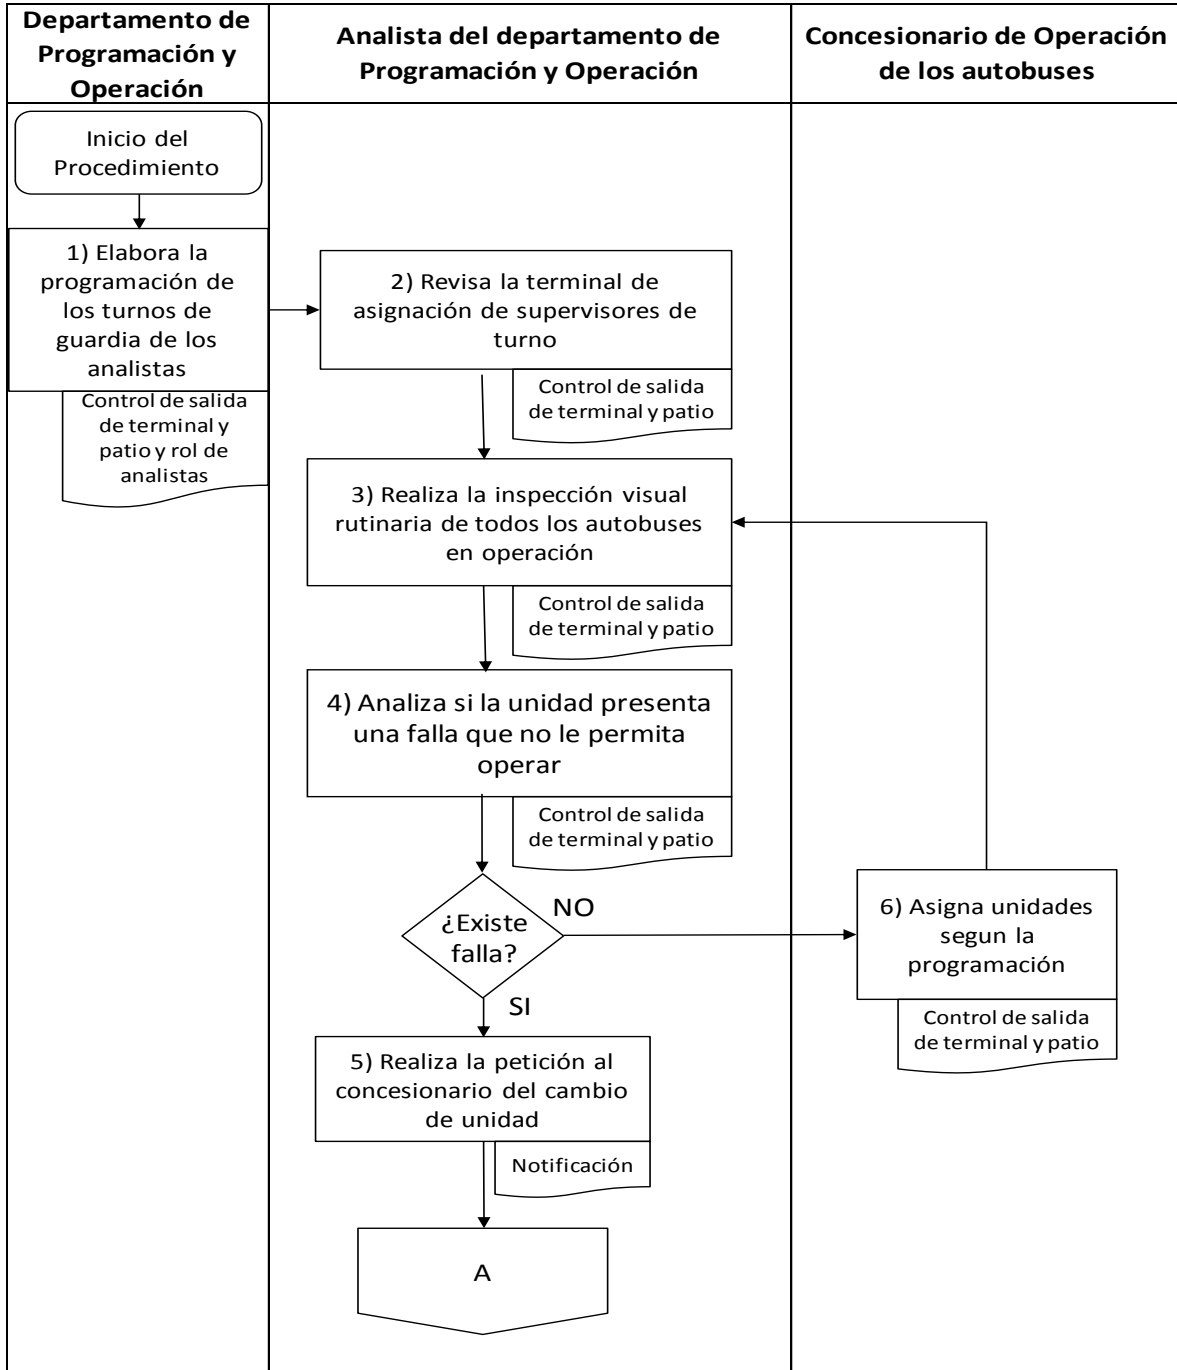 Departamento de
Programación y
Operación
Analista del departamento de
Programación y Operación
Concesionario de Operación
de los autobuses
Inicio del
Procedimiento
1) Elabora la
programación de
los turnos de
guardia de los
analistas
Control de salida
de terminal y
patio y rol de
analistas
2) Revisa la terminal de
asignación de supervisores de
turno
Control de salida
de terminal y patio
3) Realiza la inspección visual
rutinaria de todos los autobuses
en operación
Control de salida
de terminal y patio
4) Analiza si la unidad presenta
una falla que no le permita
operar
Control de salida
de terminal y patio
¿Existe
falla?
NO
SI
6) Asigna unidades
segun la
programación
Control de salida
de terminal y patio
5) Realiza la petición al
concesionario del cambio
de unidad
Notificación
A